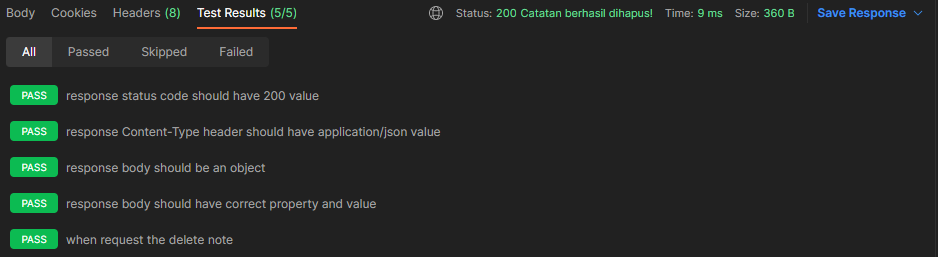 Body Cookies Headers (8) Test Results (5/5) Status: 200 Catatan berhasil dihapus! Time: 9 ms Size: 360 B Save Response
All Passed Skipped Failed
PASS response status code should have 200 value
PASS response Content-Type header should have application/json value
PASS response body should be an object
PASS response body should have correct property and value
PASS when request the delete note